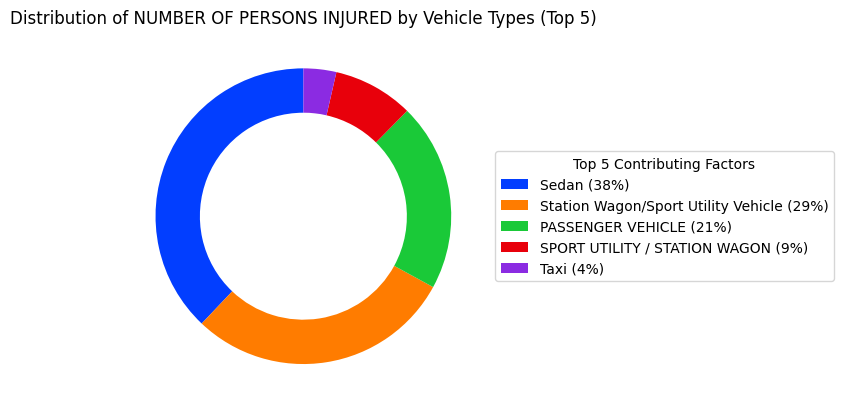 Distribution of NUMBER OF PERSONS INJURED by Vehicle Types (Top 5)
Top 5 Contributing Factors
Sedan (38%)
Station Wagon/Sport Utility Vehicle (29%)
PASSENGER VEHICLE (21%)
SPORT UTILITY / STATION WAGON (9%)
Taxi (4%)